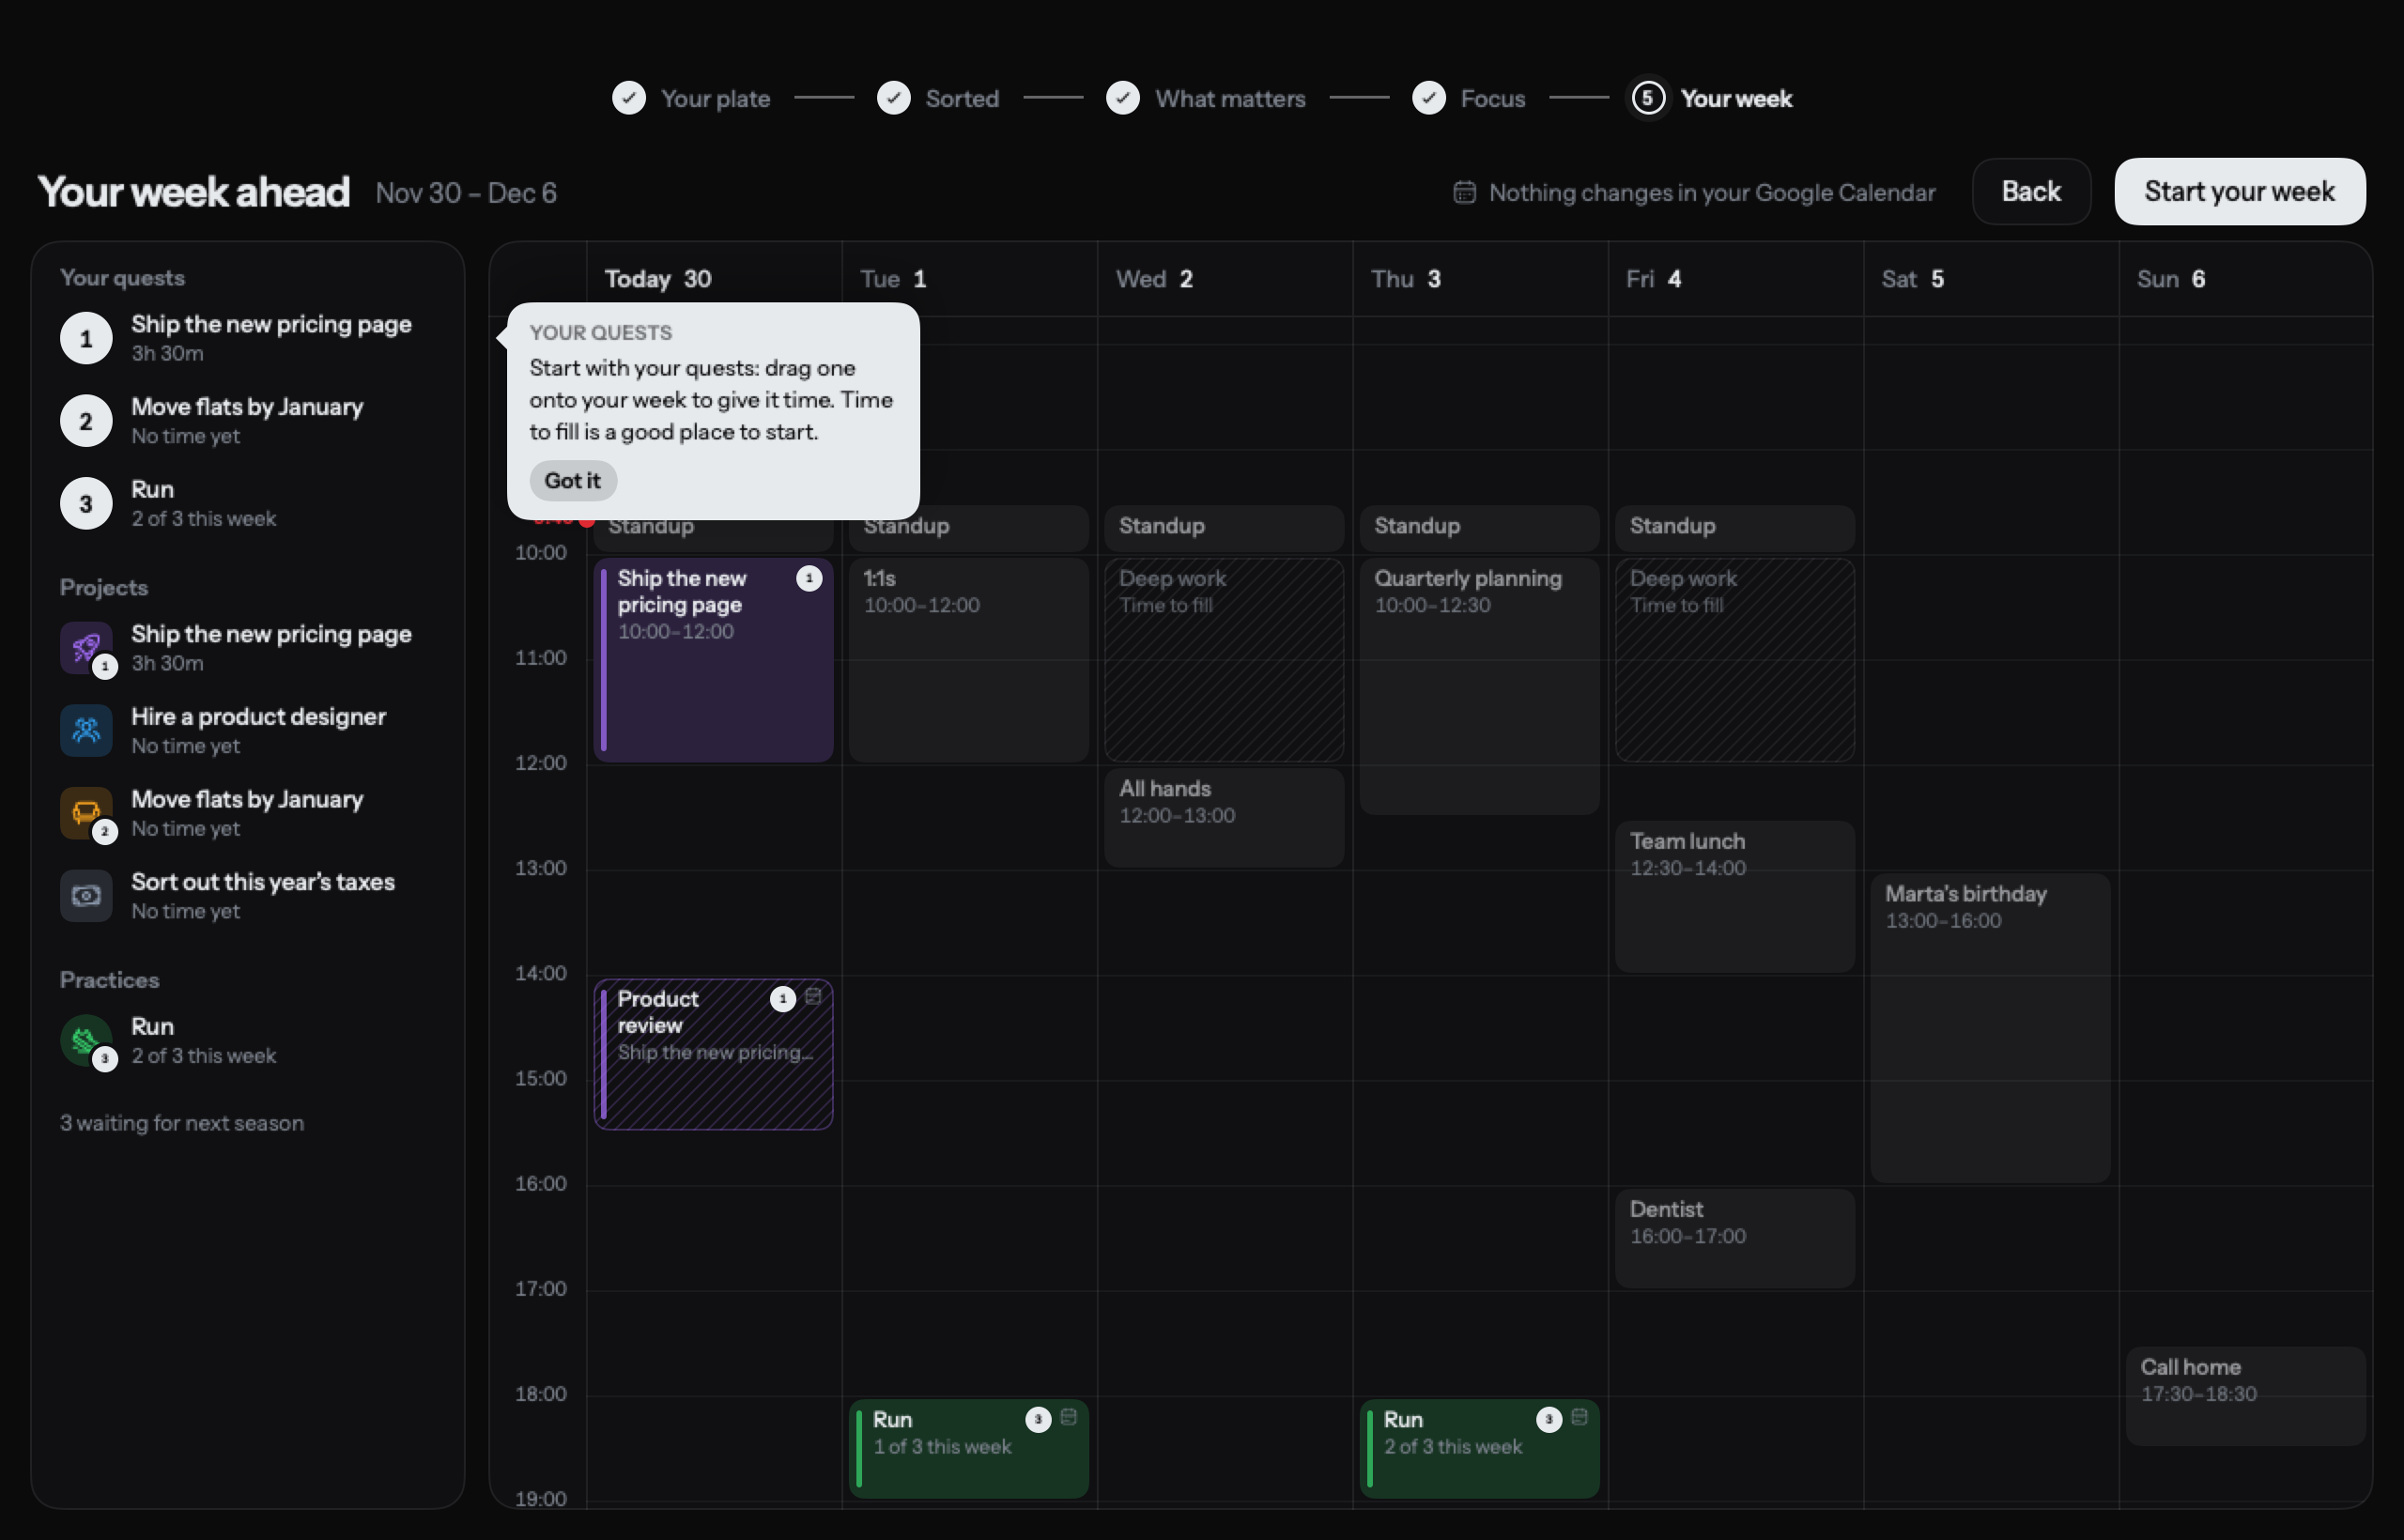 Your plate
Sorted
What matters
Focus
5 Your week
Your week ahead Nov 30 – Dec 6
Nothing changes in your Google Calendar
Back
Start your week
Your quests
1 Ship the new pricing page
3h 30m
2 Move flats by January
No time yet
3 Run
2 of 3 this week
Projects
Ship the new pricing page
1 3h 30m
Hire a product designer
No time yet
Move flats by January
2 No time yet
Sort out this year’s taxes
No time yet
Practices
Run
3 2 of 3 this week
3 waiting for next season
Today 30
Tue 1
Wed 2
Thu 3
Fri 4
Sat 5
Sun 6
YOUR QUESTS
Start with your quests: drag one
onto your week to give it time. Time
to fill is a good place to start.
Got it
10:00
11:00
12:00
13:00
14:00
15:00
16:00
17:00
18:00
19:00
Standup
Ship the new 1
pricing page
10:00–12:00
Product 1
review
Ship the new pricing...
Standup
1:1s
10:00–12:00
Run 3
1 of 3 this week
Standup
Deep work
Time to fill
All hands
12:00–13:00
Standup
Quarterly planning
10:00–12:30
Run 3
2 of 3 this week
Standup
Deep work
Time to fill
Team lunch
12:30–14:00
Dentist
16:00–17:00
Marta’s birthday
13:00–16:00
Call home
17:30–18:30